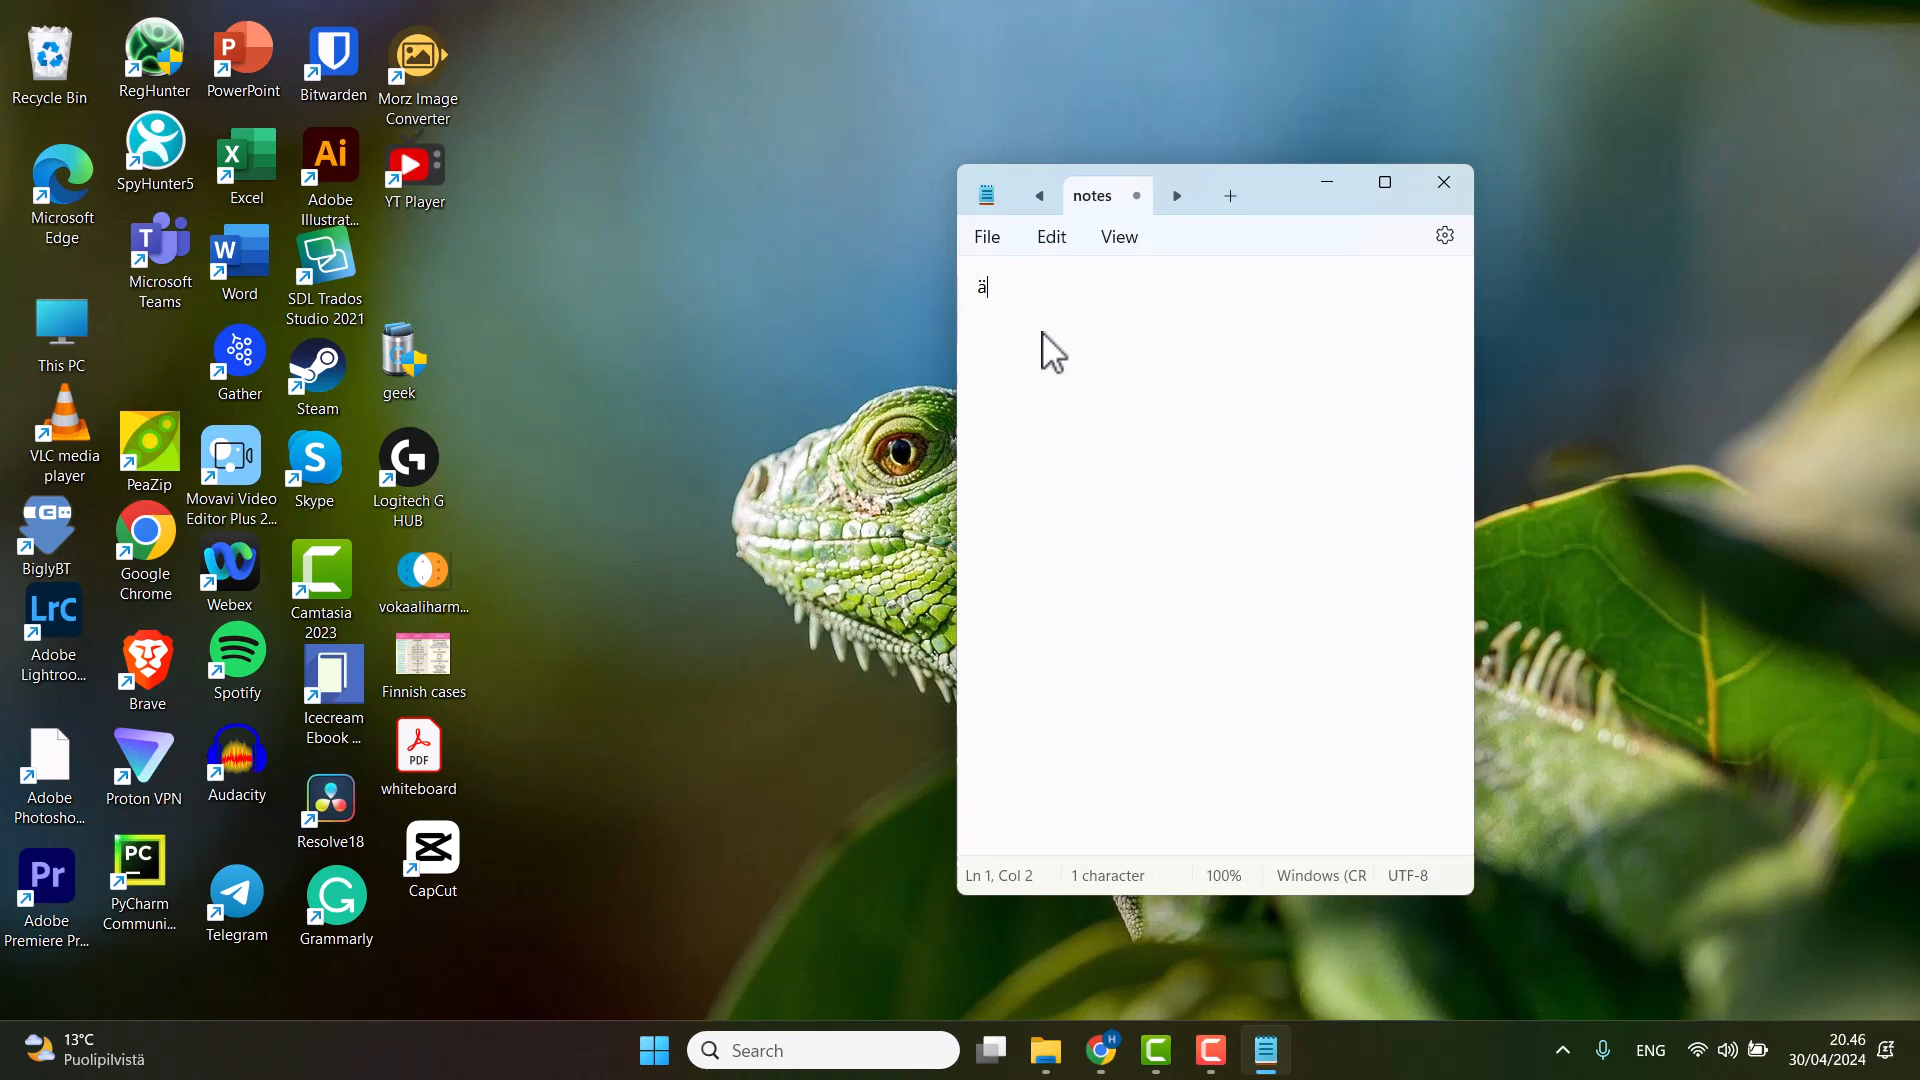 Recycle Bin
RegHunter
PowerPoint
Bitwarden
Morz Image
Converter
Microsoft
Edge
SpyHunter5
Excel
Adobe
Illustrat...
YT Player
Microsoft
Teams
Word
SDL Trados
Studio 2021
This PC
Gather
Steam
geek
VLC media
player
PeaZip
Movavi Video
Editor Plus 2...
Skype
Logitech G
HUB
BiglyBT
Google
Chrome
Webex
Camtasia
2023
vokaaliharm...
Adobe
Lightroo...
Brave
Spotify
Icecream
Ebook ...
Finnish cases
Adobe
Photosho...
Proton VPN
Audacity
Resolve18
PDF
whiteboard
Adobe
Premiere Pr...
PyCharm
Communi...
Telegram
Grammarly
CapCut
notes
File Edit View
ä
Ln 1, Col 2 1 character 100% Windows (CR UTF-8
13°C
Puolipilvistä
Search
ENG
20.46
30/04/2024